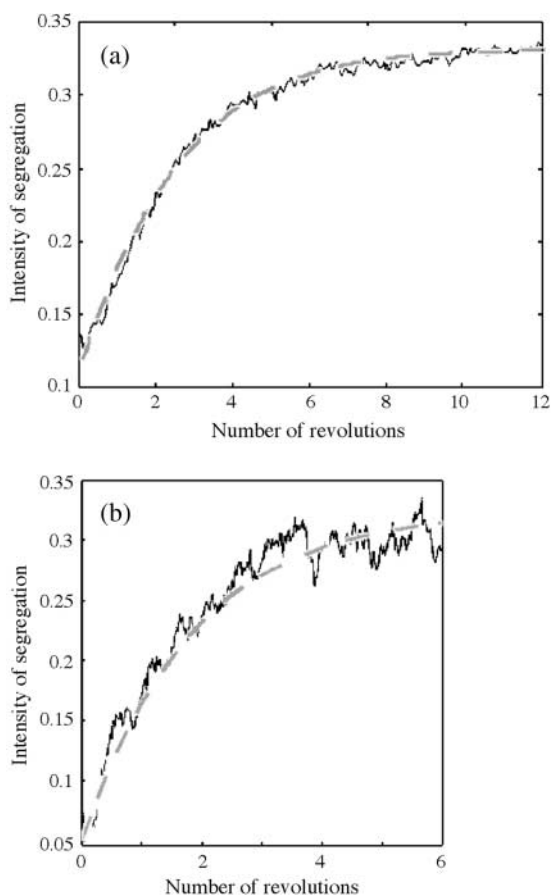 (a)
0.35
0.3
0.25
0.2
0.15
0.1
Intensity of segregation
0 2 4 6 8 10 12
Number of revolutions
(b)
0.35
0.3
0.25
0.2
0.15
0.1
0.05
Intensity of segregation
0 2 4 6
Number of revolutions